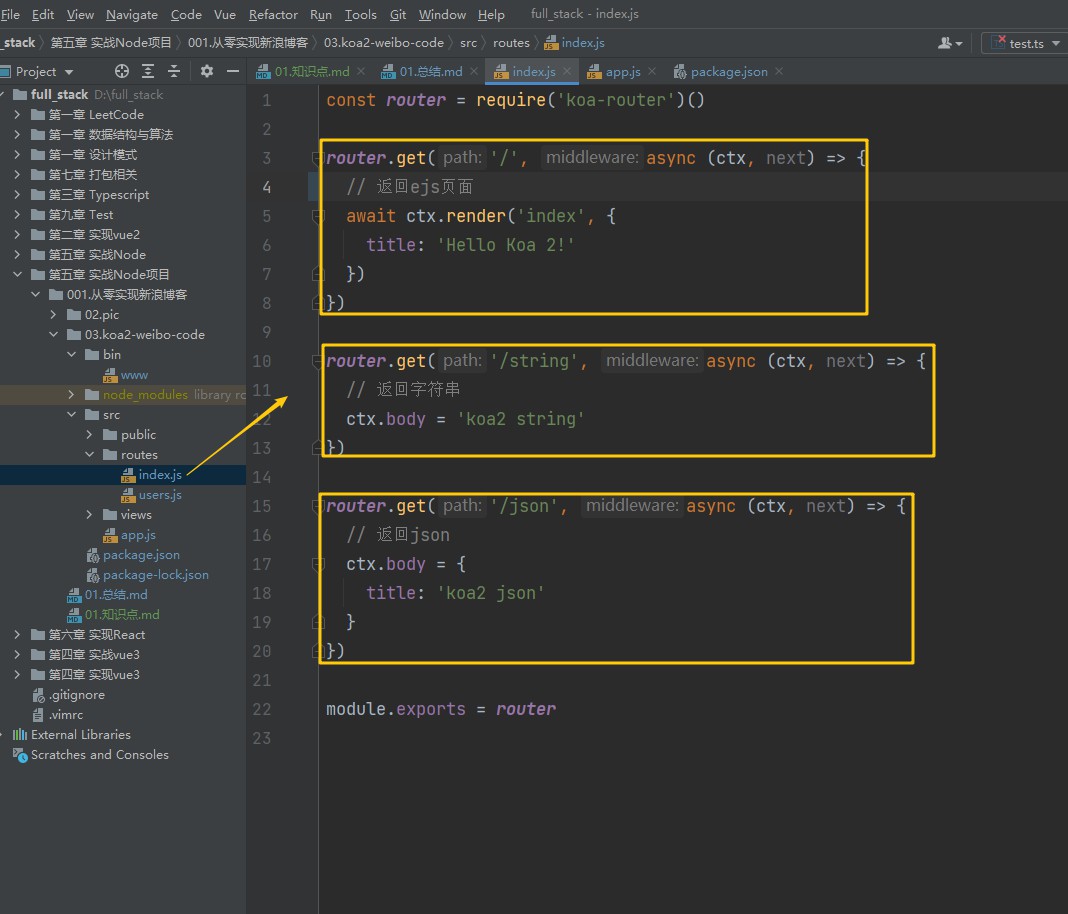 File Edit View Navigate Code Vue Refactor Run Tools Git Window Help full_stack - index.js
_stack 第五章 实战Node项目 001.从零实现新浪博客 03.koa2-weibo-code src routes index.js test.ts
Project 01.知识点.md 01.总结.md index.js app.js package.json
full_stack D:\full_stack
第一章 LeetCode
第一章 数据结构与算法
第一章 设计模式
第七章 打包相关
第三章 Typescript
第九章 Test
第二章 实现vue2
第五章 实战Node
第五章 实战Node项目
001.从零实现新浪博客
02.pic
03.koa2-weibo-code
bin
www
node_modules library ro
src
public
routes
index.js
users.js
views
app.js
package.json
package-lock.json
01.总结.md
01.知识点.md
第六章 实现React
第四章 实战vue3
第四章 实现vue3
.gitignore
.vimrc
External Libraries
Scratches and Consoles
1 const router = require('koa-router')()
2
3 router.get( path: '/', middleware: async (ctx, next) => {
4 // 返回ejs页面
5 await ctx.render('index', {
6 title: 'Hello Koa 2!'
7 })
8 })
9
10 router.get( path: '/string', middleware: async (ctx, next) => {
11 // 返回字符串
12 ctx.body = 'koa2 string'
13 })
14
15 router.get( path: '/json', middleware: async (ctx, next) => {
16 // 返回json
17 ctx.body = {
18 title: 'koa2 json'
19 }
20 })
21
22 module.exports = router
23